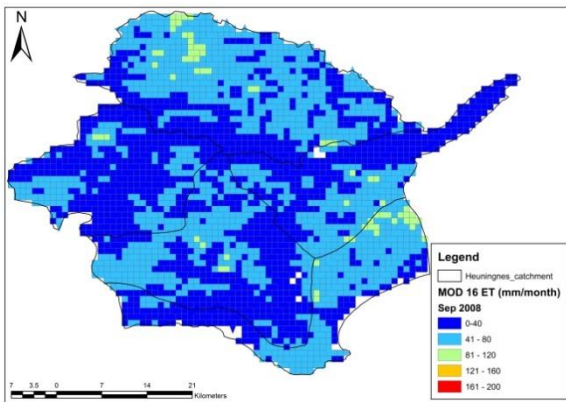 N
Legend
Heuningnes_catchment
MOD 16 ET (mm/month)
Sep 2008
0-40
41 - 80
81 - 120
121 - 160
161 - 200
7 3.5 0 7 14 21
Kilometers